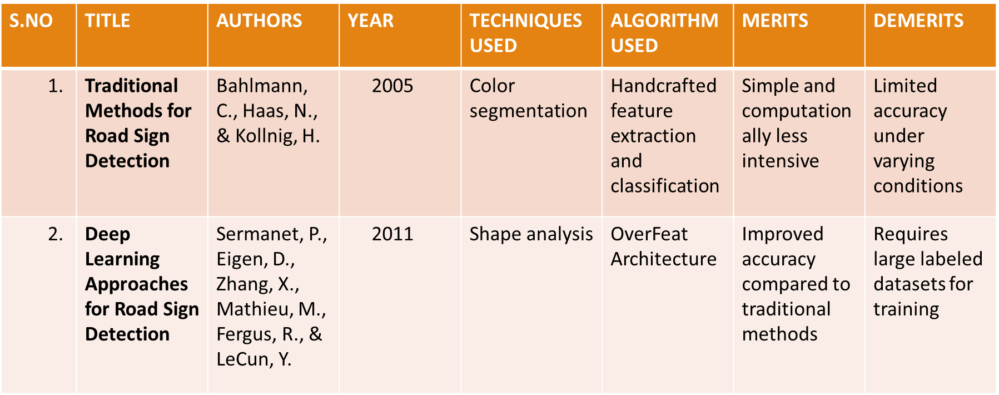 S.NO
TITLE
AUTHORS
YEAR
TECHNIQUES
USED
ALGORITHM
USED
MERITS
DEMERITS
1.
Traditional
Methods for
Road Sign
Detection
Bahlmann,
C., Haas, N.,
& Kollnig, H.
2005
Color
segmentation
Handcrafted
feature
extraction
and
classification
Simple and
computation
ally less
intensive
Limited
accuracy
under
varying
conditions
2.
Deep
Learning
Approaches
for Road Sign
Detection
Sermanet, P.,
Eigen, D.,
Zhang, X.,
Mathieu, M.,
Fergus, R., &
LeCun, Y.
2011
Shape analysis
OverFeat
Architecture
Improved
accuracy
compared to
traditional
methods
Requires
large labeled
datasets for
training